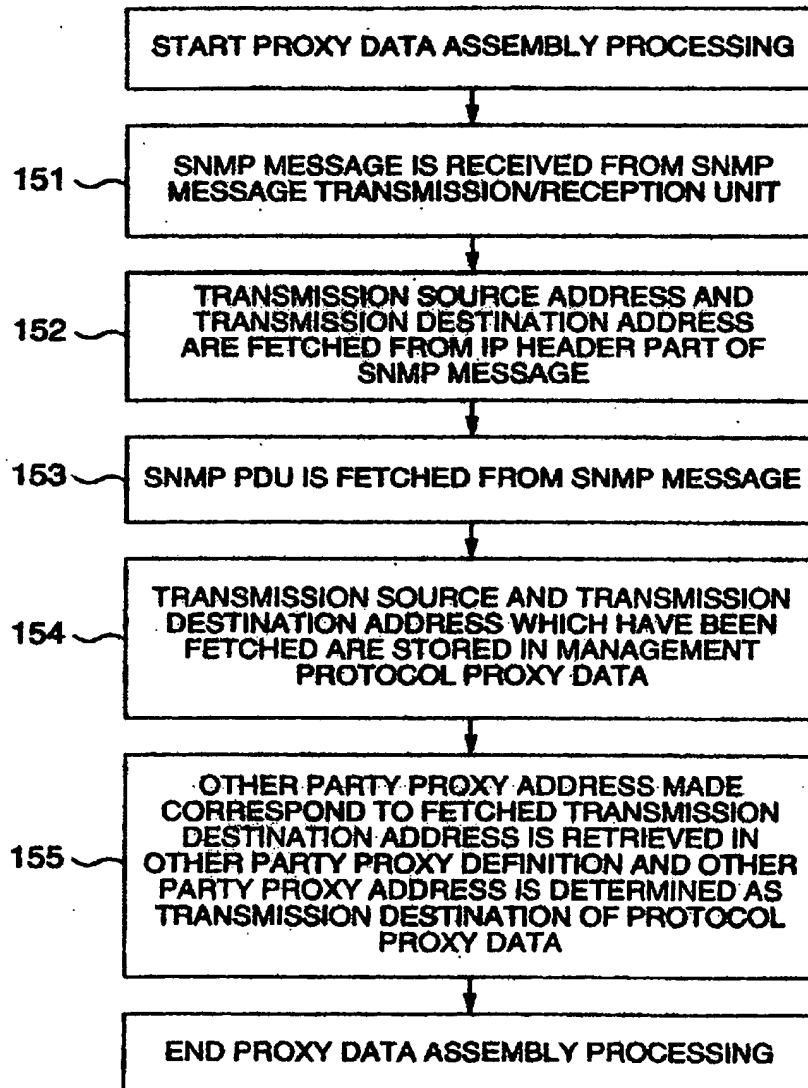 START PROXY DATA ASSEMBLY PROCESSING
151
SNMP MESSAGE IS RECEIVED FROM SNMP
MESSAGE TRANSMISSION/RECEPTION UNIT
152
TRANSMISSION SOURCE ADDRESS AND
TRANSMISSION DESTINATION ADDRESS
ARE FETCHED FROM IP HEADER PART OF
SNMP MESSAGE
153
SNMP PDU IS FETCHED FROM SNMP MESSAGE
154
TRANSMISSION SOURCE AND TRANSMISSION
DESTINATION ADDRESS WHICH HAVE BEEN
FETCHED ARE STORED IN MANAGEMENT
PROTOCOL PROXY DATA
155
OTHER PARTY PROXY ADDRESS MADE
CORRESPOND TO FETCHED TRANSMISSION
DESTINATION ADDRESS IS RETRIEVED IN
OTHER PARTY PROXY DEFINITION AND OTHER
PARTY PROXY ADDRESS IS DETERMINED AS
TRANSMISSION DESTINATION OF PROTOCOL
PROXY DATA
END PROXY DATA ASSEMBLY PROCESSING